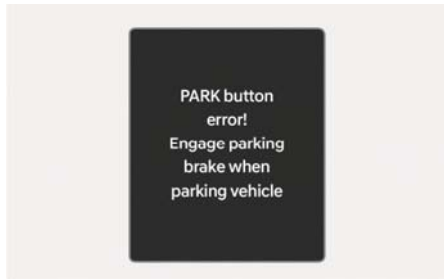 PARK button
error!
Engage parking
brake when
parking vehicle